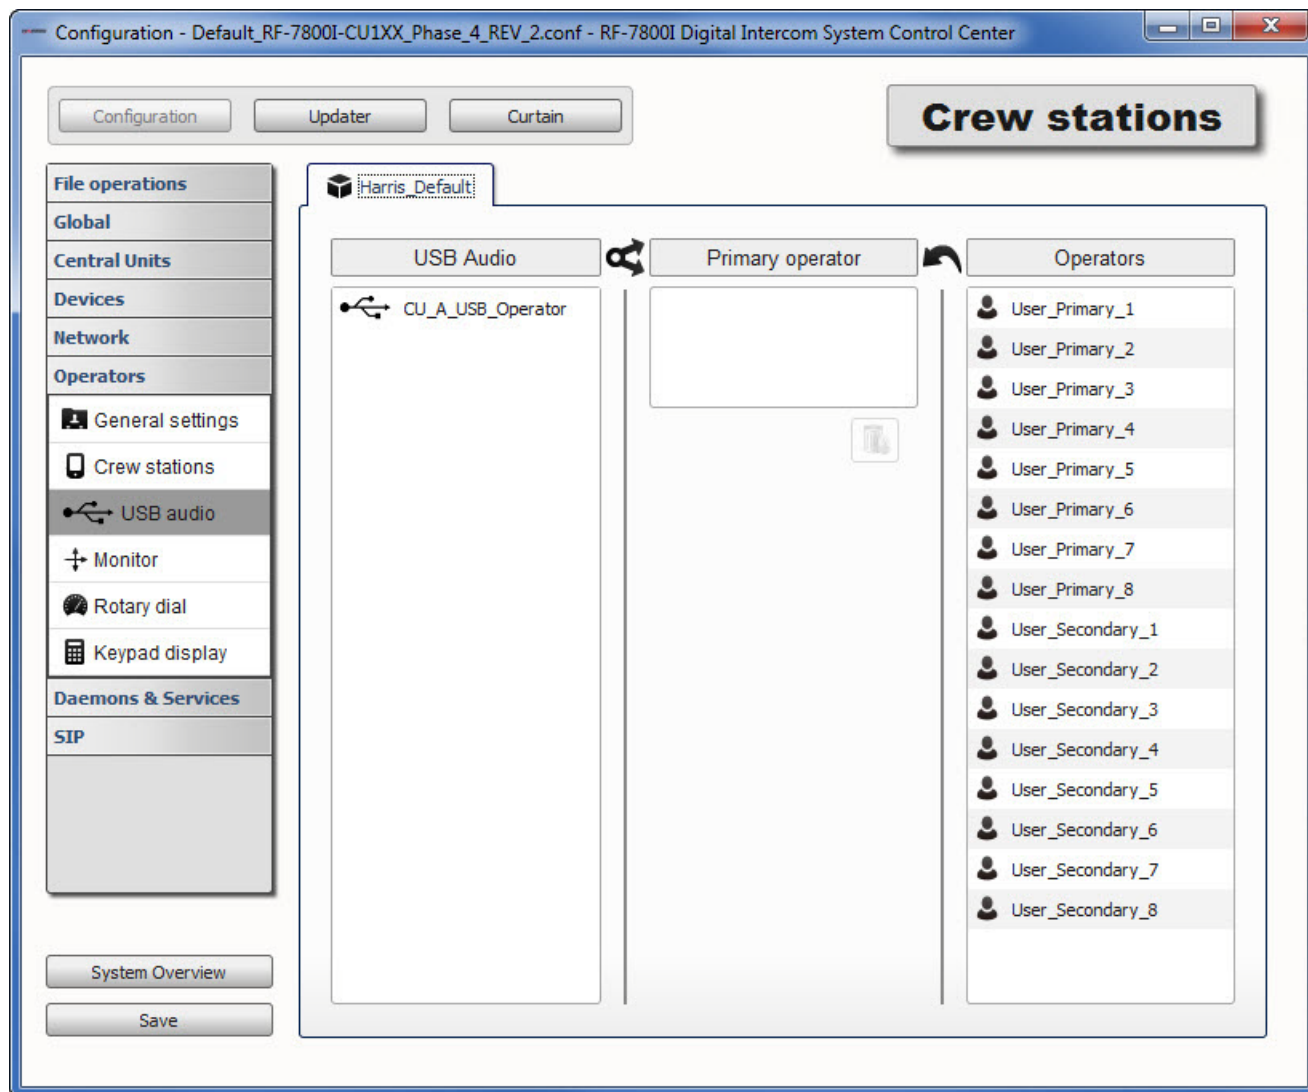 Configuration - Default_RF-7800I-CU1XX_Phase_4_REV_2.conf - RF-7800I Digital Intercom System Control Center
Configuration
Updater
Curtain
Crew stations
File operations
Global
Central Units
Devices
Network
Operators
General settings
Crew stations
USB audio
Monitor
Rotary dial
Keypad display
Daemons & Services
SIP
System Overview
Save
Harris_Default
USB Audio
CU_A_USB_Operator
Primary operator
Operators
User_Primary_1
User_Primary_2
User_Primary_3
User_Primary_4
User_Primary_5
User_Primary_6
User_Primary_7
User_Primary_8
User_Secondary_1
User_Secondary_2
User_Secondary_3
User_Secondary_4
User_Secondary_5
User_Secondary_6
User_Secondary_7
User_Secondary_8